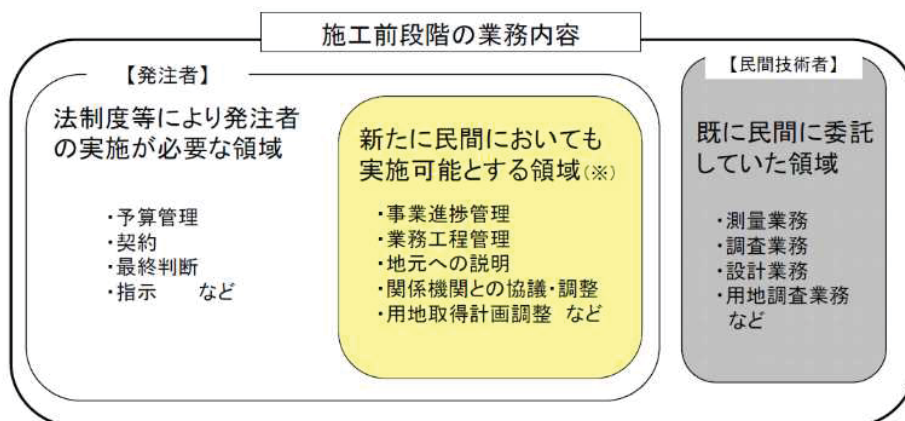 施工前段階の業務内容
【発注者】
法制度等により発注者
の実施が必要な領域
・予算管理
・契約
・最終判断
・指示　　など
新たに民間においても
実施可能とする領域(※)
・事業進捗管理
・業務工程管理
・地元への説明
・関係機関との協議・調整
・用地取得計画調整　など
【民間技術者】
既に民間に委託
していた領域
・測量業務
・調査業務
・設計業務
・用地調査業務
など